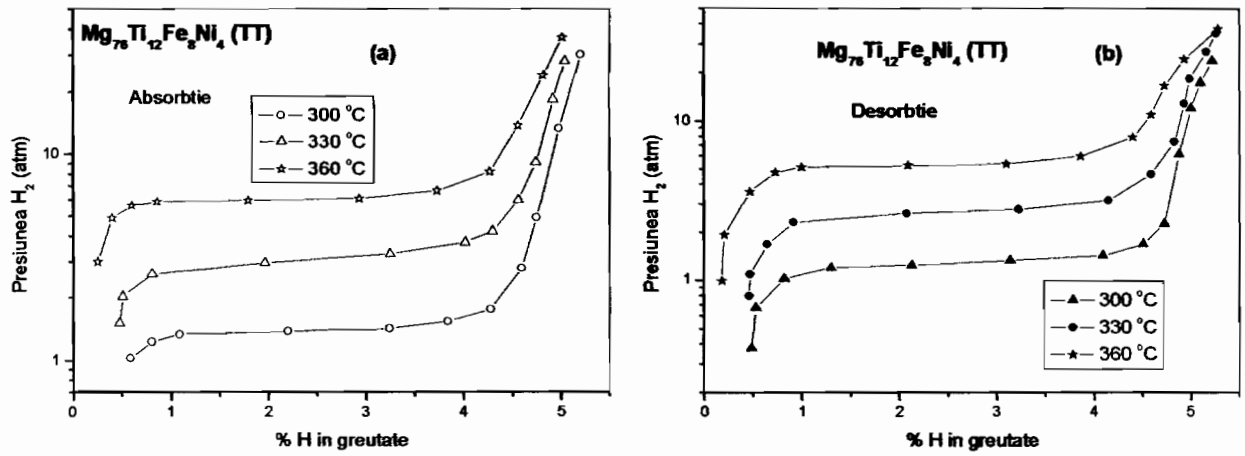 Mg76Ti12Fe8Ni4 (TT)
(a)
Absorbtie
300 °C
330 °C
360 °C
Presiunea H2 (atm)
10
1
0 1 2 3 4 5
% H in greutate
Mg76Ti12Fe8Ni4 (TT)
(b)
Desorbtie
300 °C
330 °C
360 °C
Presiunea H2 (atm)
10
1
0 1 2 3 4 5
% H in greutate